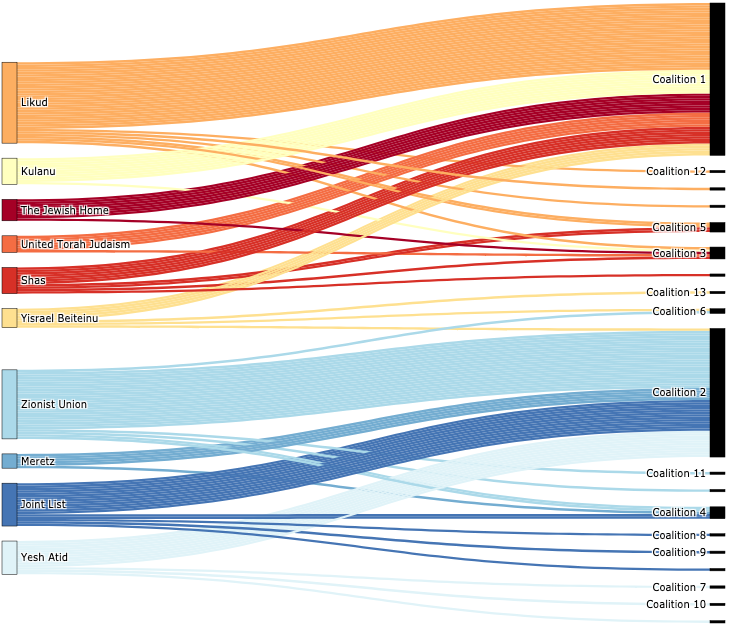 Likud
Kulanu
The Jewish Home
United Torah Judaism
Shas
Yisrael Beiteinu
Zionist Union
Meretz
Joint List
Yesh Atid
Coalition 1
Coalition 12
Coalition 5
Coalition 3
Coalition 13
Coalition 6
Coalition 2
Coalition 11
Coalition 4
Coalition 8
Coalition 9
Coalition 7
Coalition 10